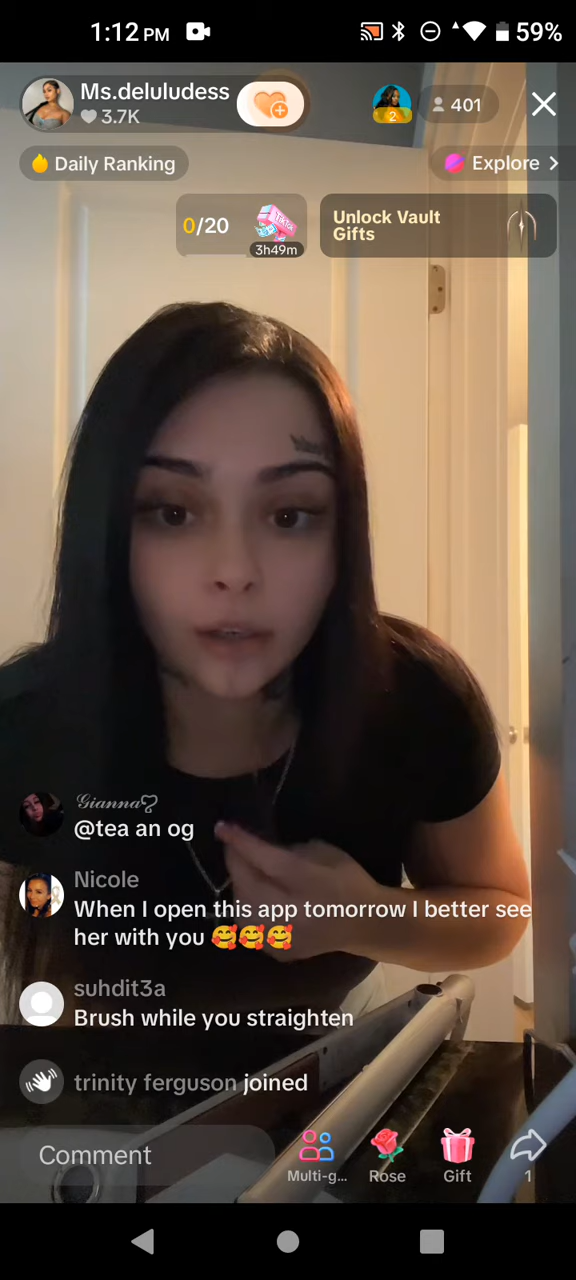 1:12 PM
59%
Ms.deluludess
3.7K
2
401
Daily Ranking
Explore >
0/20
TikTok
3h49m
Unlock Vault
Gifts
𝒢𝒾𝒶𝓃𝓃𝒶ღ
@tea an og
Nicole
When I open this app tomorrow I better see
her with you 🥰🥰🥰
suhdit3a
Brush while you straighten
trinity ferguson joined
Comment
Multi-g...
Rose
Gift
1